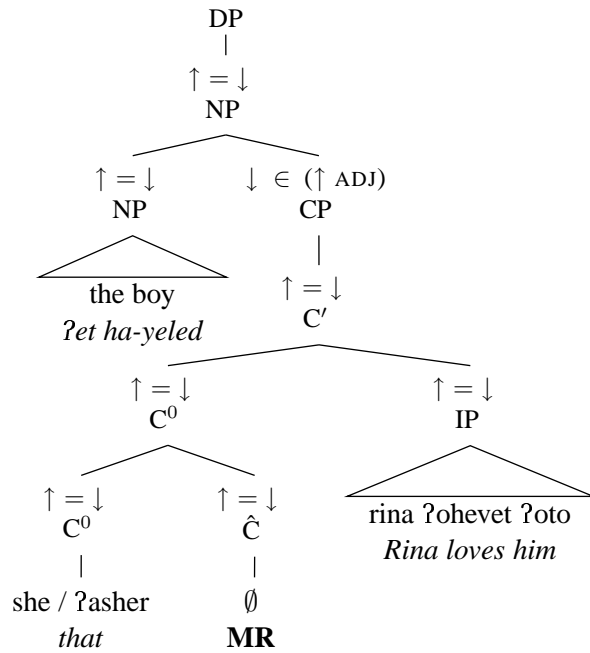 DP
↑ = ↓
NP
↑ = ↓ ↓ ∈ (↑ ADJ)
NP CP
the boy
ʔet ha-yeled
↑ = ↓
C′
↑ = ↓ ↑ = ↓
C⁰ IP
↑ = ↓ ↑ = ↓
C⁰ Ĉ
rina ʔohevet ʔoto
Rina loves him
she / ʔasher ∅
that MR